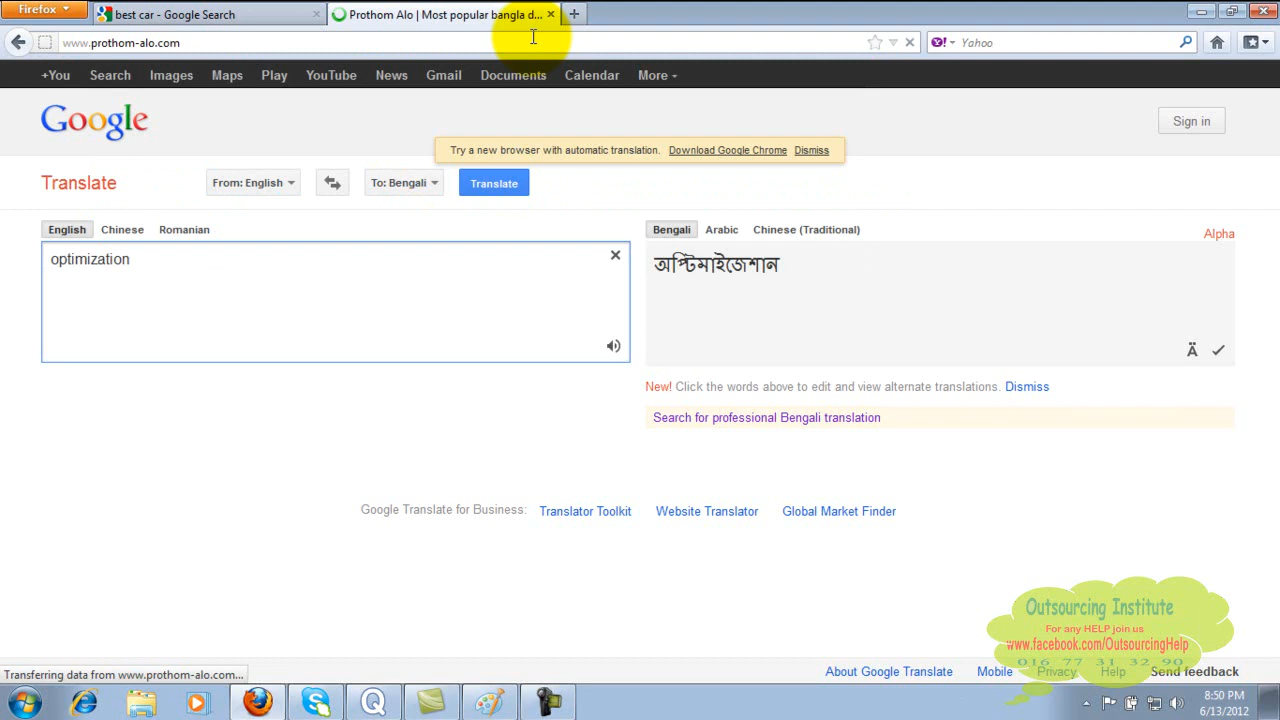 Firefox
best car - Google Search
Prothom Alo | Most popular bangla d...
www.prothom-alo.com
Yahoo
+You Search Images Maps Play YouTube News Gmail Documents Calendar More
Google
Sign in
Try a new browser with automatic translation. Download Google Chrome Dismiss
Translate
From: English
To: Bengali
Translate
English Chinese Romanian
Bengali Arabic Chinese (Traditional)
Alpha
optimization
অপ্টিমাইজেশান
Ä
New! Click the words above to edit and view alternate translations. Dismiss
Search for professional Bengali translation
Google Translate for Business: Translator Toolkit Website Translator Global Market Finder
Outsourcing Institute
For any HELP join us
www.facebook.com/OutsourcingHelp
016 77 31 32 90
Transferring data from www.prothom-alo.com...
About Google Translate Mobile Privacy Help Send feedback
8:50 PM
6/13/2012